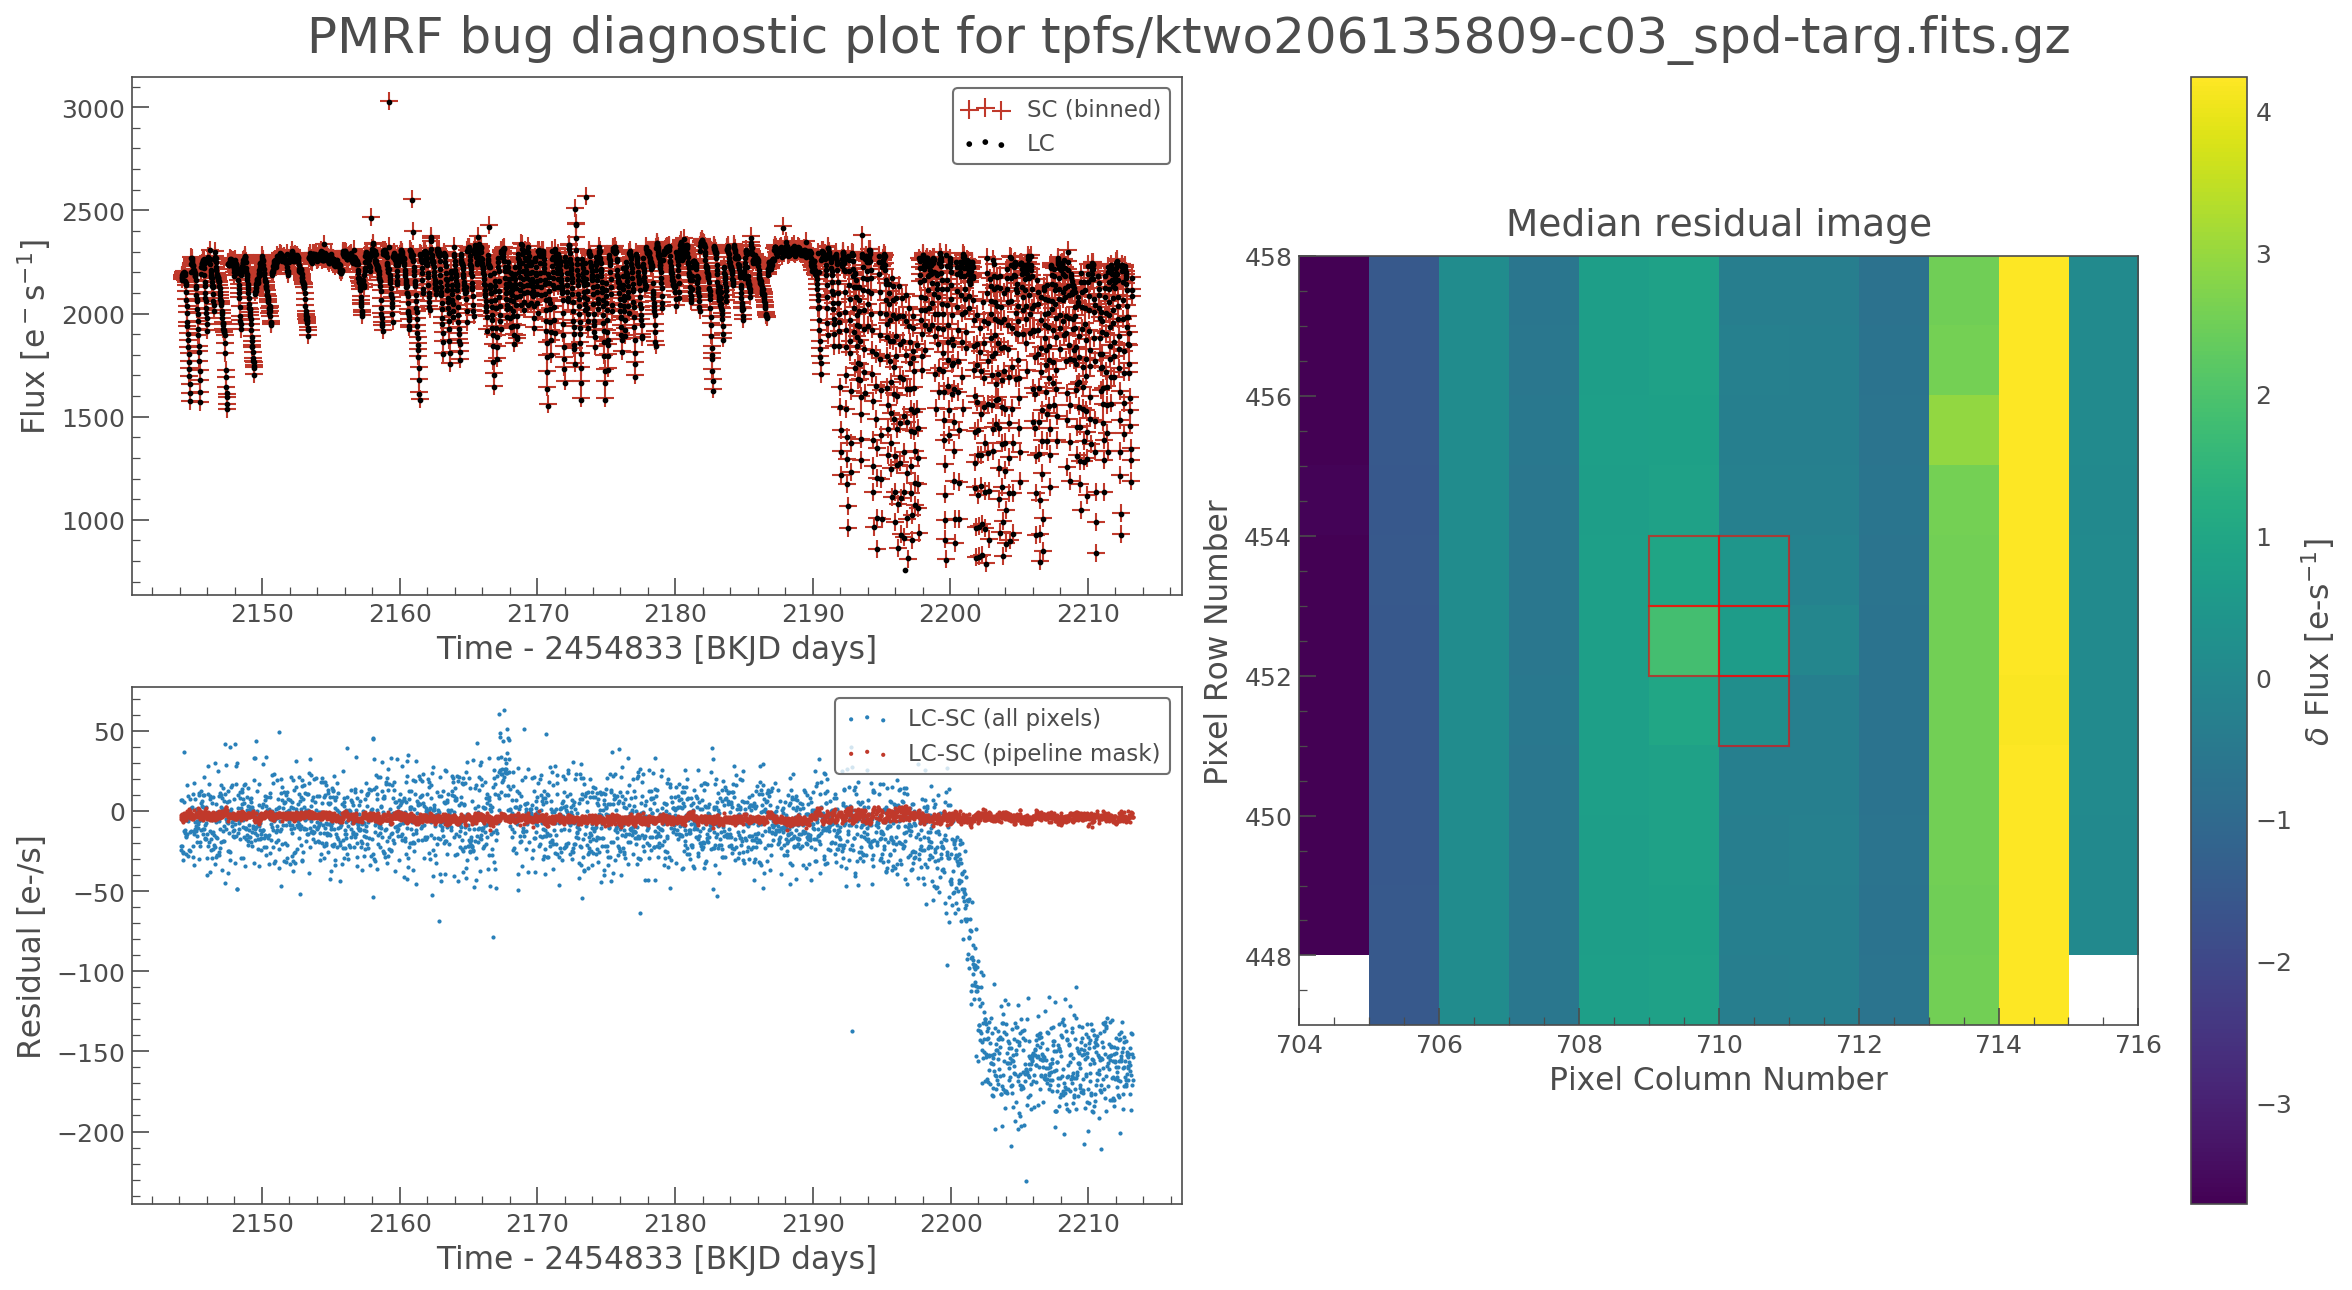 PMRF bug diagnostic plot for tpfs/ktwo206135809-c03_spd-targ.fits.gz
SC (binned)
LC
3000
2500
2000
1500
1000
Flux [e⁻ s⁻¹]
2150 2160 2170 2180 2190 2200 2210
Time - 2454833 [BKJD days]
LC-SC (all pixels)
LC-SC (pipeline mask)
50
0
−50
−100
−150
−200
Residual [e-/s]
2150 2160 2170 2180 2190 2200 2210
Time - 2454833 [BKJD days]
Median residual image
458
456
454
452
450
448
Pixel Row Number
704 706 708 710 712 714 716
Pixel Column Number
4
3
2
1
0
−1
−2
−3
δ Flux [e-s⁻¹]